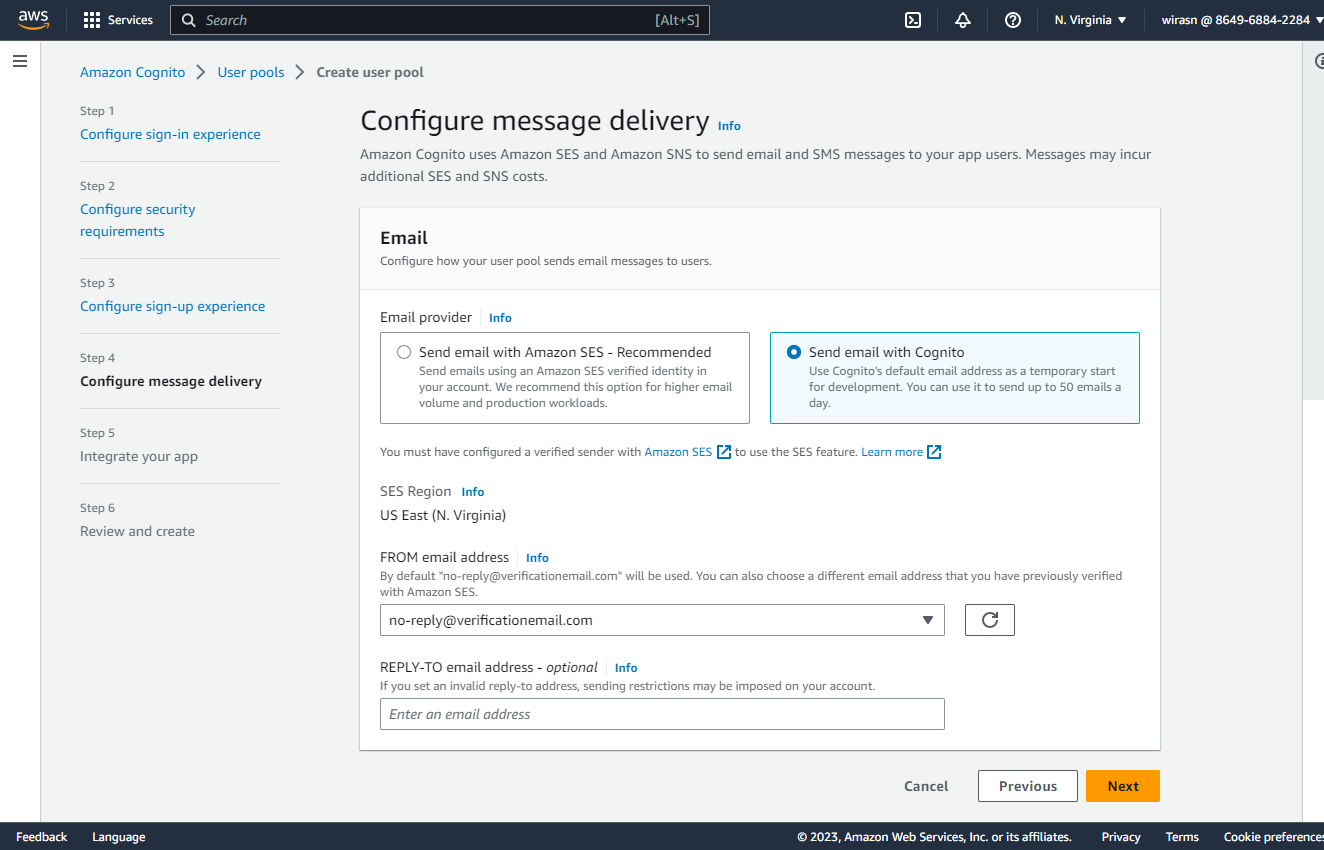 aws
Services
Search
[Alt+S]
N. Virginia
wirasn @ 8649-6884-2284
Amazon Cognito
User pools
Create user pool
Step 1
Configure sign-in experience
Step 2
Configure security
requirements
Step 3
Configure sign-up experience
Step 4
Configure message delivery
Step 5
Integrate your app
Step 6
Review and create
Configure message delivery Info
Amazon Cognito uses Amazon SES and Amazon SNS to send email and SMS messages to your app users. Messages may incur
additional SES and SNS costs.
Email
Configure how your user pool sends email messages to users.
Email provider Info
Send email with Amazon SES - Recommended
Send emails using an Amazon SES verified identity in
your account. We recommend this option for higher email
volume and production workloads.
Send email with Cognito
Use Cognito's default email address as a temporary start
for development. You can use it to send up to 50 emails a
day.
You must have configured a verified sender with Amazon SES to use the SES feature. Learn more
SES Region Info
US East (N. Virginia)
FROM email address Info
By default "no-reply@verificationemail.com" will be used. You can also choose a different email address that you have previously verified
with Amazon SES.
no-reply@verificationemail.com
REPLY-TO email address - optional Info
If you set an invalid reply-to address, sending restrictions may be imposed on your account.
Enter an email address
Cancel
Previous
Next
Feedback
Language
© 2023, Amazon Web Services, Inc. or its affiliates.
Privacy
Terms
Cookie preferences